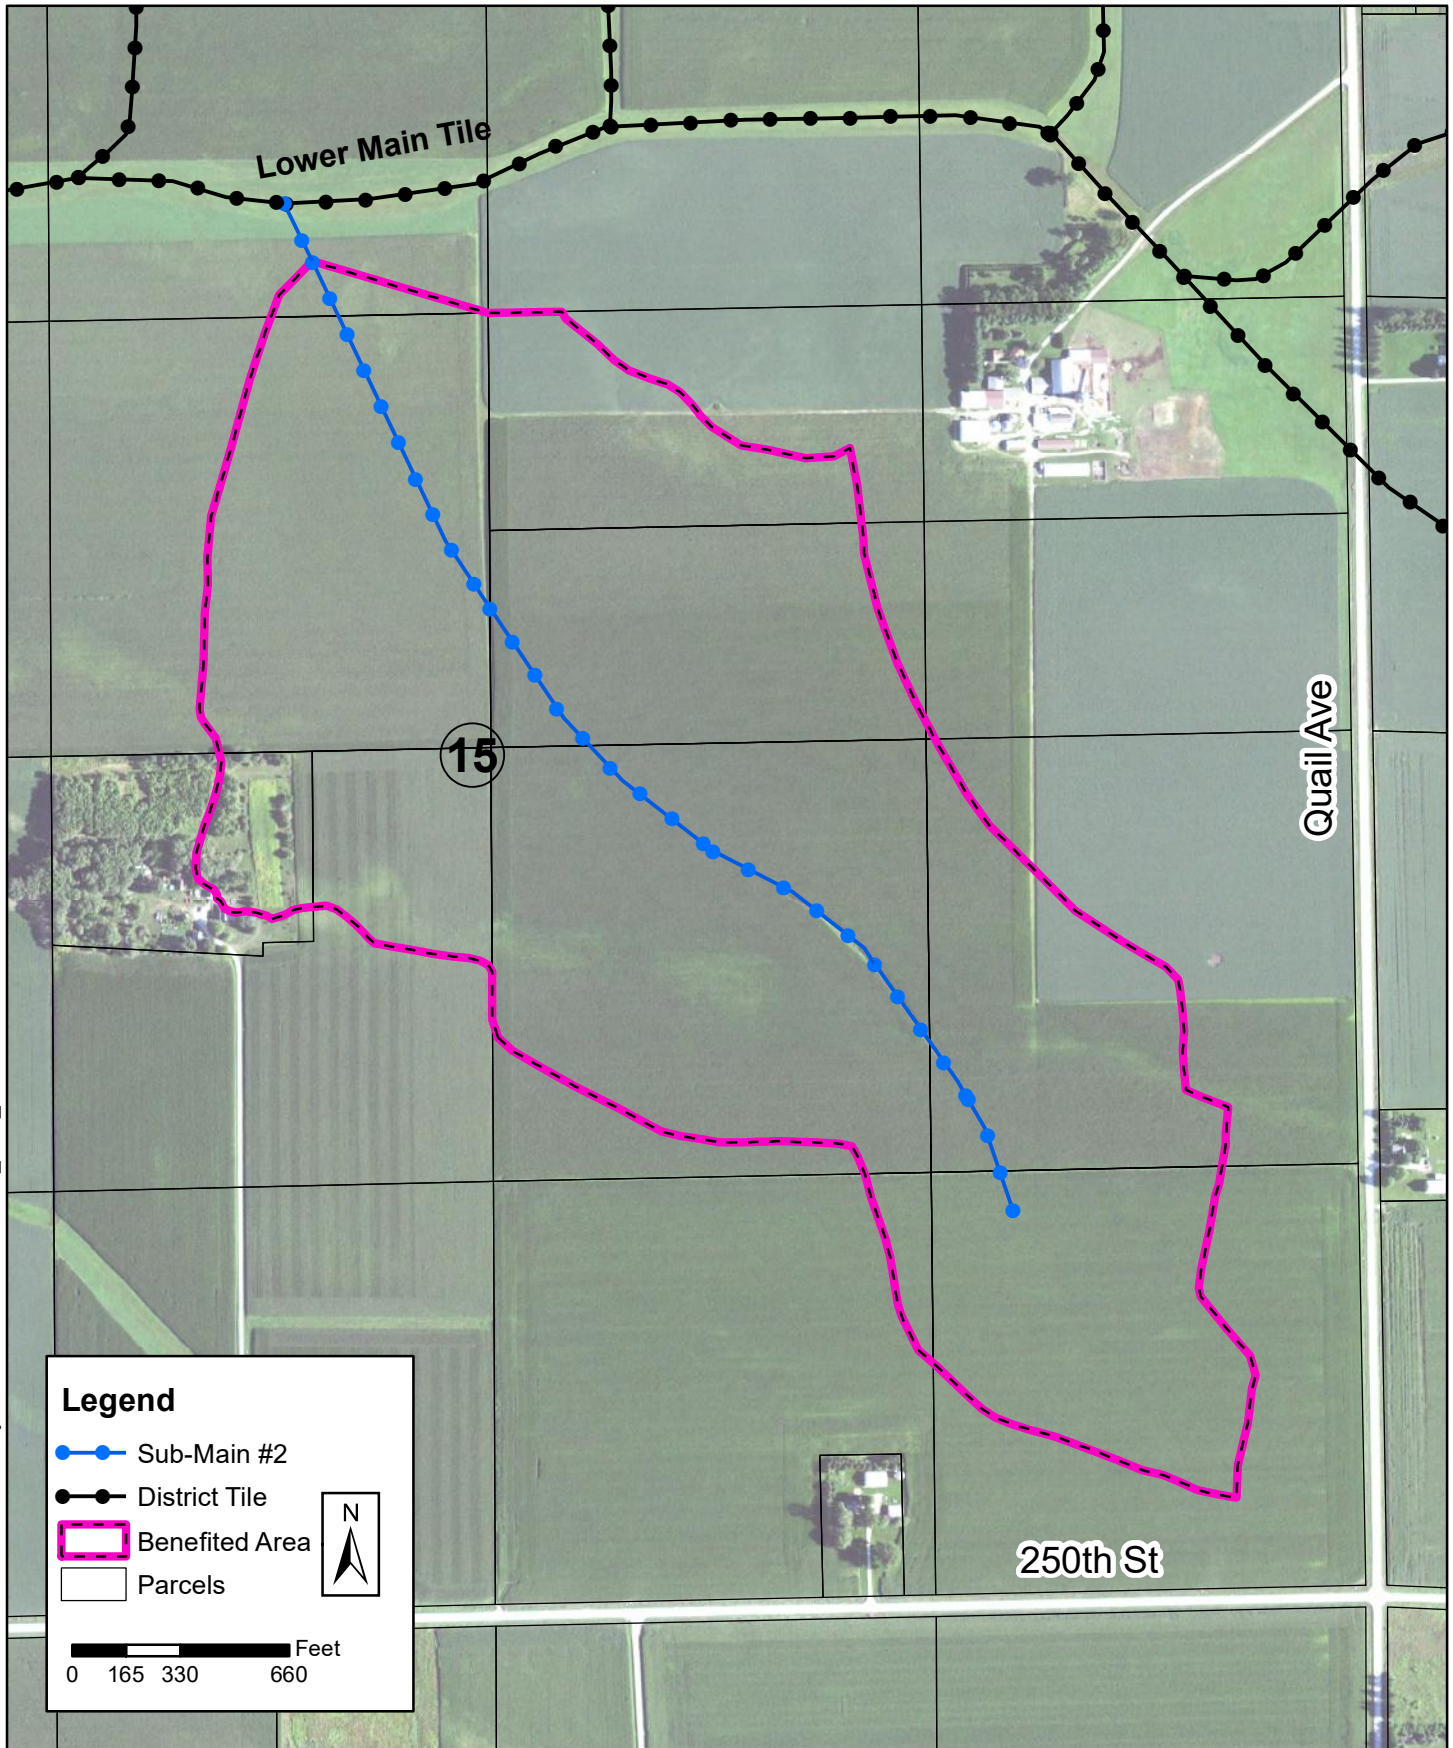 Lower Main Tile
15
Quail Ave
250th St
Legend
Sub-Main #2
District Tile
Benefited Area
Parcels
N
Feet
0 165 330 660